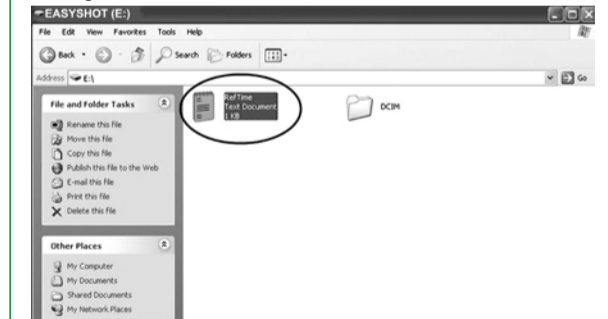 EASYSHOT (E:)
File Edit View Favorites Tools Help
Back Search Folders
Address E:\ Go
File and Folder Tasks
RefTime
Text Document
1 KB
DCIM
Rename this file
Move this file
Copy this file
Publish this file to the Web
E-mail this file
Print this file
Delete this file
Other Places
My Computer
My Documents
Shared Documents
My Network Places